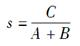 s = C / (A + B)